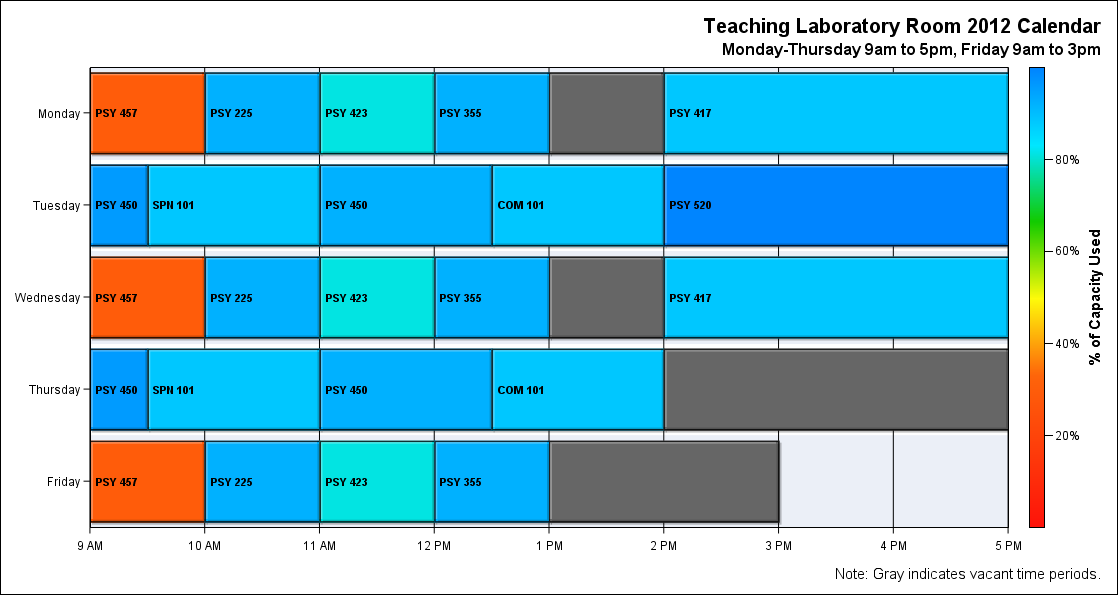 Teaching Laboratory Room 2012 Calendar
Monday-Thursday 9am to 5pm, Friday 9am to 3pm
Monday PSY 457 PSY 225 PSY 423 PSY 355 PSY 417
80%
Tuesday PSY 450 SPN 101 PSY 450 COM 101 PSY 520
60%
Wednesday PSY 457 PSY 225 PSY 423 PSY 355 PSY 417
% of Capacity Used
40%
Thursday PSY 450 SPN 101 PSY 450 COM 101
20%
Friday PSY 457 PSY 225 PSY 423 PSY 355
9 AM 10 AM 11 AM 12 PM 1 PM 2 PM 3 PM 4 PM 5 PM
Note: Gray indicates vacant time periods.